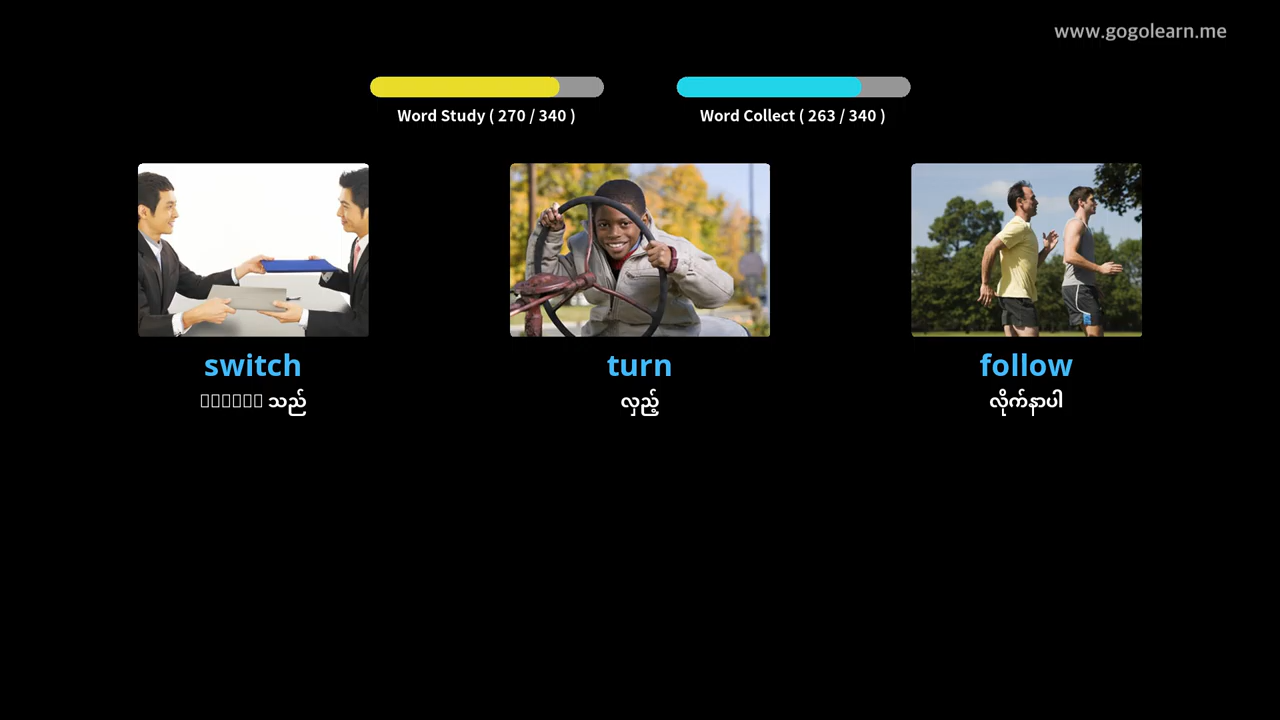 www.gogolearn.me
Word Study ( 270 / 340 )
Word Collect ( 263 / 340 )
switch
သည်
turn
လှည့်
follow
လိုက်နာပါ